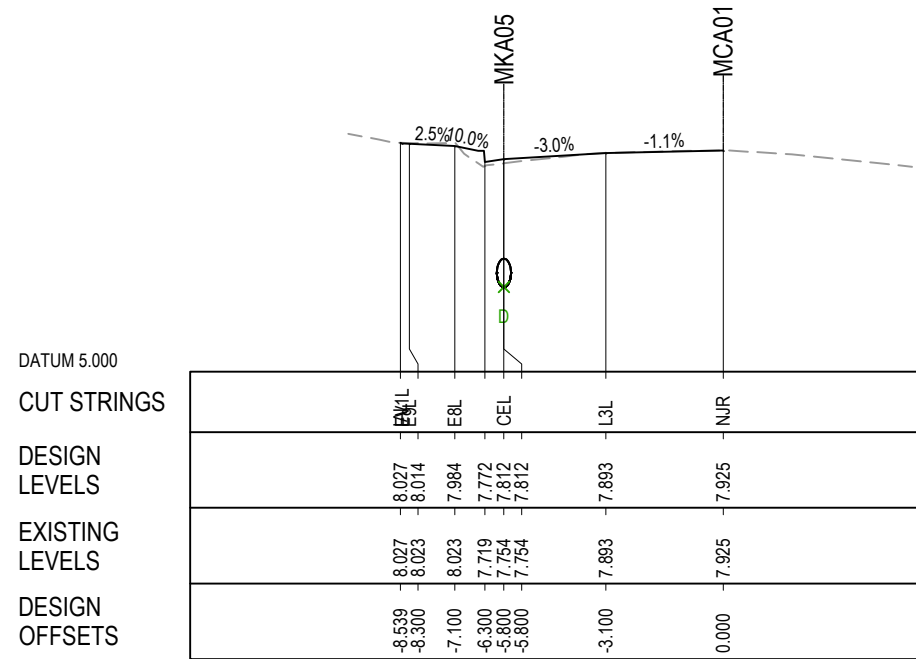 MKA05
MCA01
2.5%
10.0%
-3.0%
-1.1%
D
DATUM 5.000
CUT STRINGS
E8L
CEL
L3L
NJR
DESIGN
LEVELS
8.027
8.014
7.984
7.772
7.812
7.812
7.893
7.925
EXISTING
LEVELS
8.027
8.023
8.023
7.719
7.754
7.754
7.893
7.925
DESIGN
OFFSETS
-8.539
-8.300
-7.100
-6.300
-5.800
-5.800
-3.100
0.000